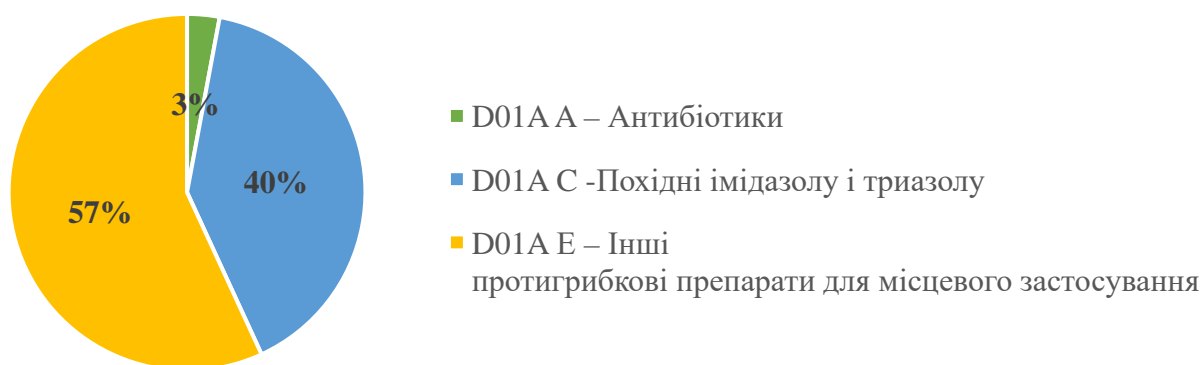 3%
40%
57%
D01A A – Антибіотики
D01A C -Похідні імідазолу і триазолу
D01A E – Інші
протигрибкові препарати для місцевого застосування